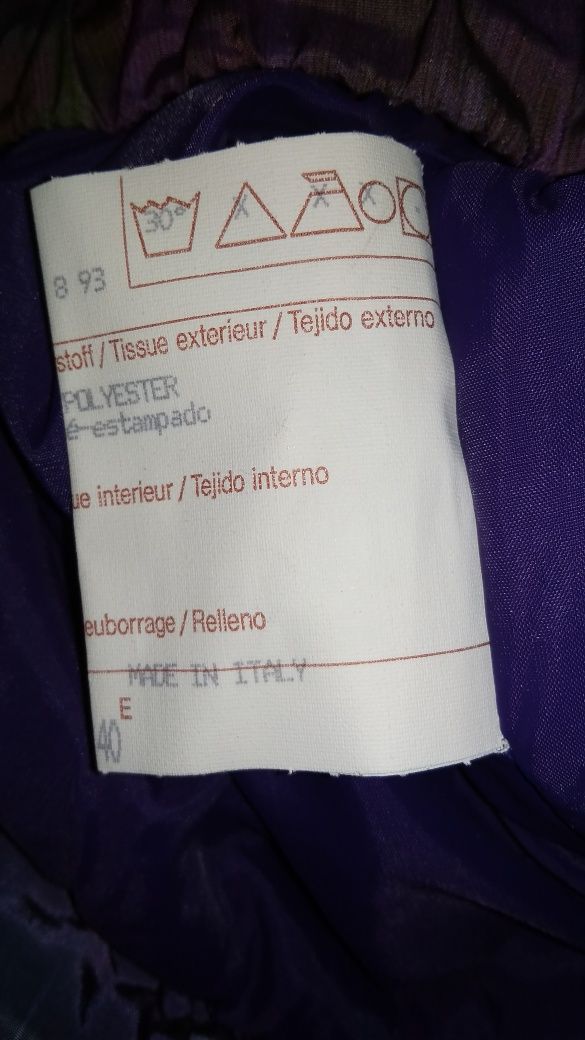 30°
8 93
stoff / Tissue exterieur / Tejido externo
POLYESTER
é-estampado
ue interieur / Tejido interno
euborrage / Relleno
MADE IN ITALY
E
40